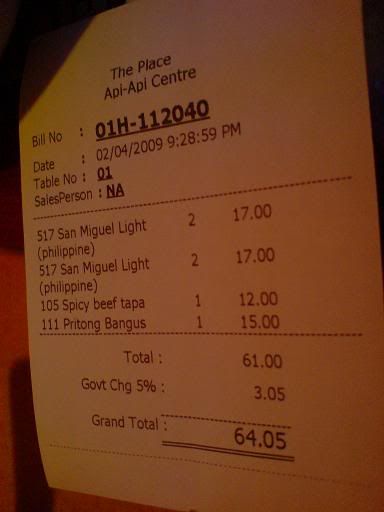 The Place
Api-Api Centre
Bill No : 01H-112040
Date : 02/04/2009 9:28:59 PM
Table No : 01
SalesPerson : NA
517 San Miguel Light 2 17.00
(philippine)
517 San Miguel Light 2 17.00
(philippine)
105 Spicy beef tapa 1 12.00
111 Pritong Bangus 1 15.00
Total : 61.00
Govt Chg 5% : 3.05
Grand Total : 64.05